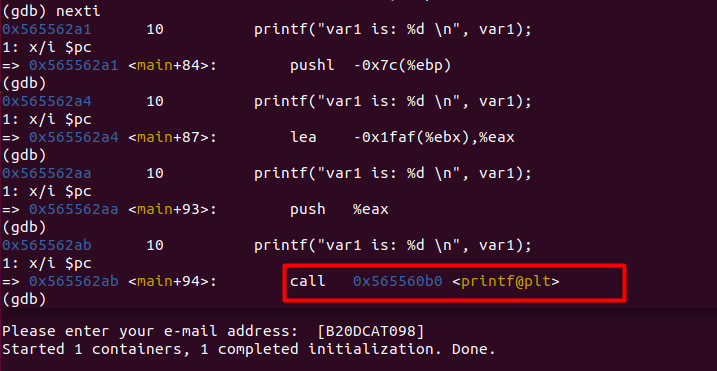 (gdb) nexti
0x565562a1 10 printf("var1 is: %d \n", var1);
1: x/i $pc
=> 0x565562a1 <main+84>: pushl -0x7c(%ebp)
(gdb)
0x565562a4 10 printf("var1 is: %d \n", var1);
1: x/i $pc
=> 0x565562a4 <main+87>: lea -0x1faf(%ebx),%eax
(gdb)
0x565562aa 10 printf("var1 is: %d \n", var1);
1: x/i $pc
=> 0x565562aa <main+93>: push %eax
(gdb)
0x565562ab 10 printf("var1 is: %d \n", var1);
1: x/i $pc
=> 0x565562ab <main+94>: call 0x565560b0 <printf@plt>
(gdb)
Please enter your e-mail address: [B20DCAT098]
Started 1 containers, 1 completed initialization. Done.